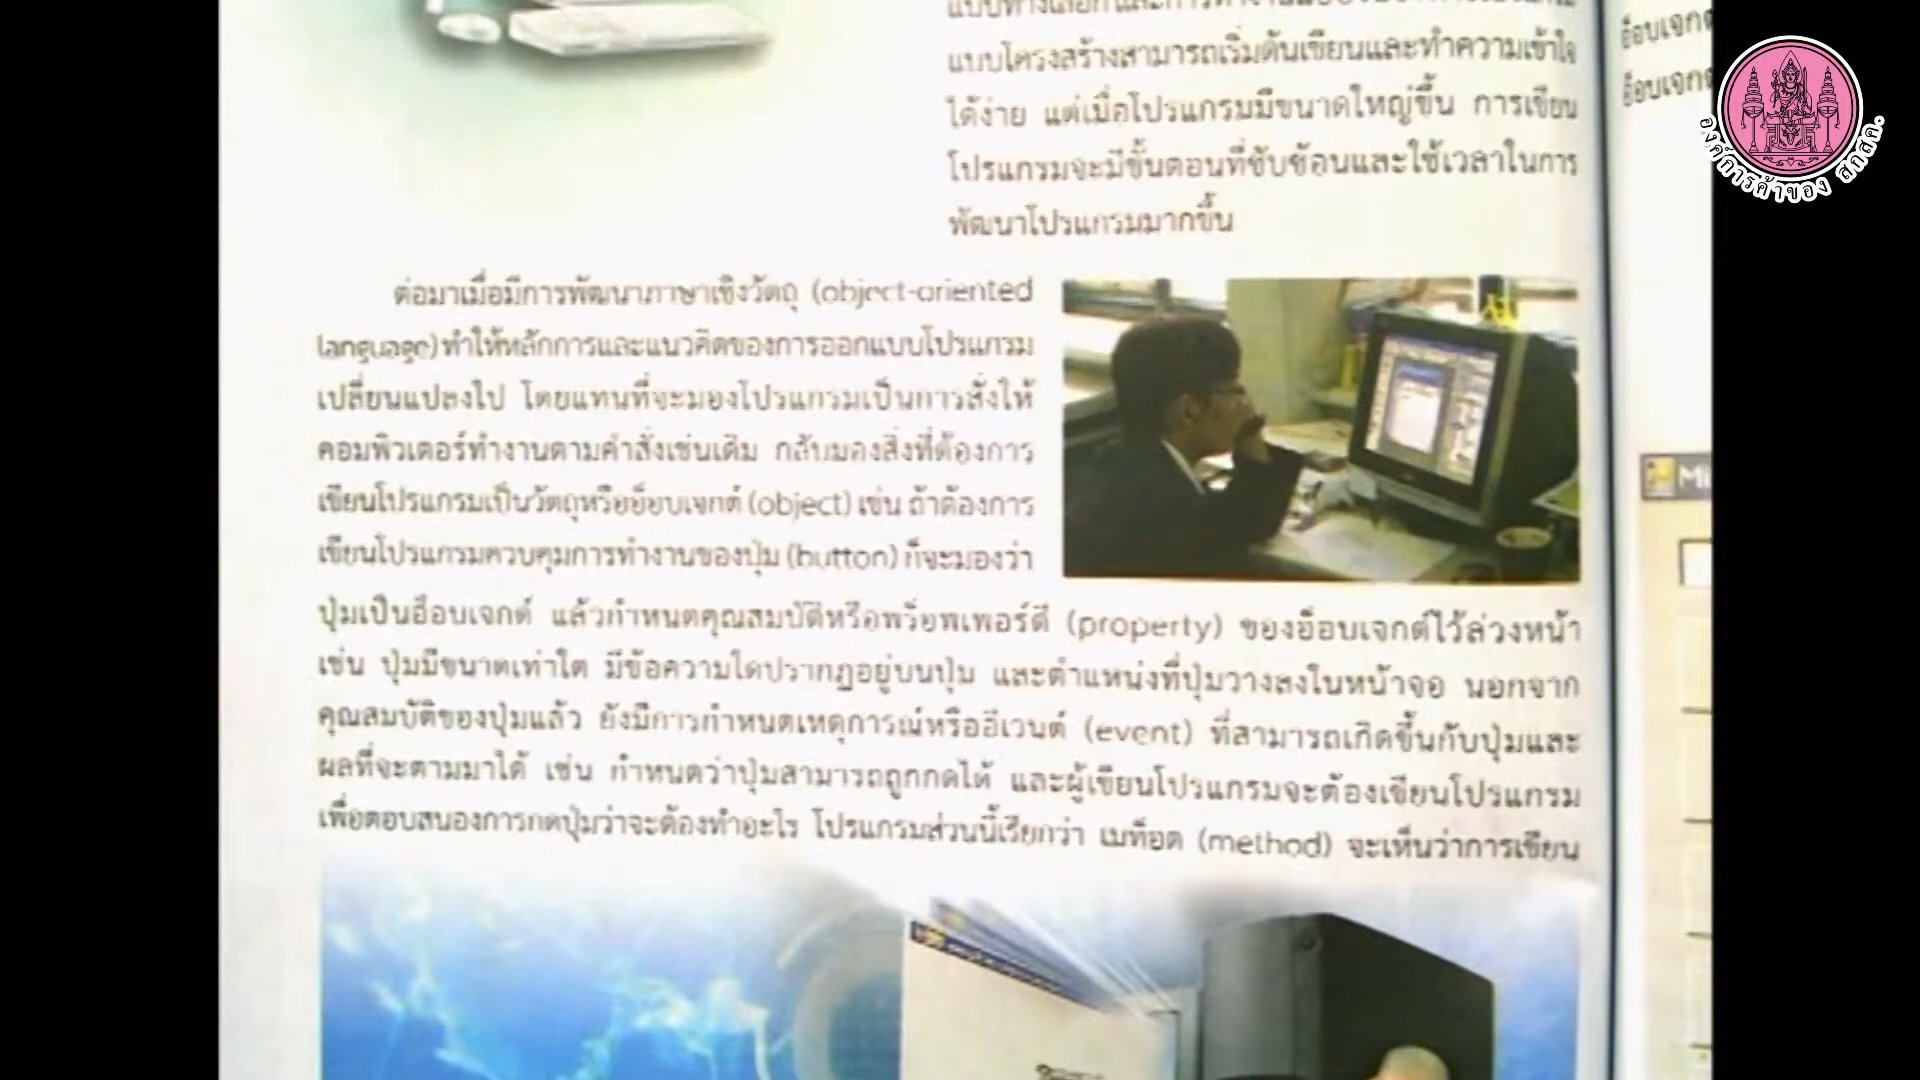 แบบโครงสร้างสามารถเริ่มต้นเขียนและทำความเข้าใจ
ได้ง่าย แต่เมื่อโปรแกรมมีขนาดใหญ่ขึ้น การเขียน
โปรแกรมจะมีขั้นตอนที่ซับซ้อนและใช้เวลาในการ
พัฒนาโปรแกรมมากขึ้น
ต่อมาเมื่อมีการพัฒนาภาษาเชิงวัตถุ (object-oriented
language) ทำให้หลักการและแนวคิดของการออกแบบโปรแกรม
เปลี่ยนแปลงไป โดยแทนที่จะมองโปรแกรมเป็นการสั่งให้
คอมพิวเตอร์ทำงานตามคำสั่งเช่นเดิม กลับมองสิ่งที่ต้องการ
เขียนโปรแกรมเป็นวัตถุหรืออ็อบเจกต์ (object) เช่น ถ้าต้องการ
เขียนโปรแกรมควบคุมการทำงานของปุ่ม (button) ก็จะมองว่า
ปุ่มเป็นอ็อบเจกต์ แล้วกำหนดคุณสมบัติหรือพร็อพเพอร์ตี (property) ของอ็อบเจกต์ไว้ล่วงหน้า
เช่น ปุ่มมีขนาดเท่าใด มีข้อความใดปรากฏอยู่บนปุ่ม และตำแหน่งที่ปุ่มวางลงในหน้าจอ นอกจาก
คุณสมบัติของปุ่มแล้ว ยังมีการกำหนดเหตุการณ์หรืออีเวนต์ (event) ที่สามารถเกิดขึ้นกับปุ่มและ
ผลที่จะตามมาได้ เช่น กำหนดว่าปุ่มสามารถถูกกดได้ และผู้เขียนโปรแกรมจะต้องเขียนโปรแกรม
เพื่อตอบสนองการกดปุ่มว่าจะต้องทำอะไร โปรแกรมส่วนนี้เรียกว่า เมท็อด (method) จะเห็นว่าการเขียน
อ็อบเจกต์
อ็อบเจกต์
Mi
องค์การค้าของ สกสค.